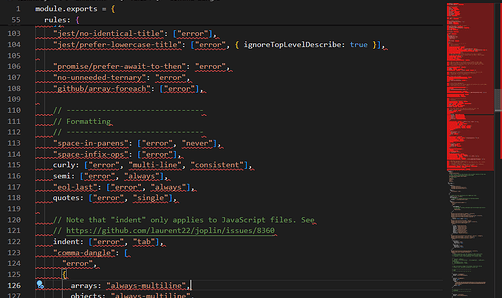 1 module.exports = {
55 rules: {
103 "jest/no-identical-title": ["error"],
104 "jest/prefer-lowercase-title": ["error", { ignoreTopLevelDescribe: true }],
105
106 "promise/prefer-await-to-then": "error",
107 "no-unneeded-ternary": "error",
108 "github/array-foreach": ["error"],
109
110 // -------------------------------
111 // Formatting
112 // -------------------------------
113 "space-in-parens": ["error", "never"],
114 "space-infix-ops": ["error"],
115 curly: ["error", "multi-line", "consistent"],
116 semi: ["error", "always"],
117 "eol-last": ["error", "always"],
118 quotes: ["error", "single"],
119
120 // Note that "indent" only applies to JavaScript files. See
121 // https://github.com/laurent22/joplin/issues/8360
122 indent: ["error", "tab"],
123 "comma-dangle": [
124 "error",
125 {
126 arrays: "always-multiline",
127 objects: "always-multiline",